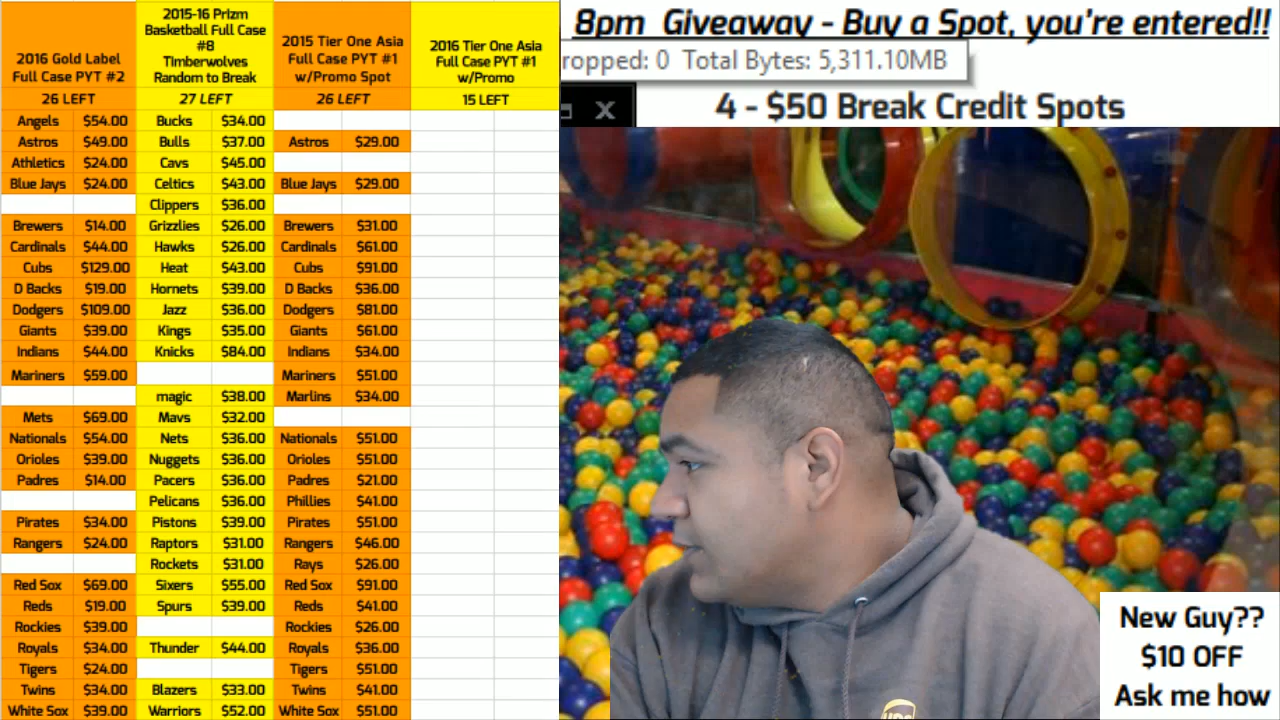 2016 Gold Label
Full Case PYT #2
26 LEFT
Angels $54.00
Astros $49.00
Athletics $24.00
Blue Jays $24.00
Brewers $14.00
Cardinals $44.00
Cubs $129.00
D Backs $19.00
Dodgers $109.00
Giants $39.00
Indians $44.00
Mariners $59.00
Mets $69.00
Nationals $54.00
Orioles $39.00
Padres $14.00
Pirates $34.00
Rangers $24.00
Red Sox $69.00
Reds $19.00
Rockies $39.00
Royals $34.00
Tigers $24.00
Twins $34.00
White Sox $39.00
2015-16 Prizm
Basketball Full Case
#8
Timberwolves
Random to Break
27 LEFT
Bucks $34.00
Bulls $37.00
Cavs $45.00
Celtics $43.00
Clippers $36.00
Grizzlies $26.00
Hawks $26.00
Heat $43.00
Hornets $39.00
Jazz $36.00
Kings $35.00
Knicks $84.00
magic $38.00
Mavs $32.00
Nets $36.00
Nuggets $36.00
Pacers $36.00
Pelicans $36.00
Pistons $39.00
Raptors $31.00
Rockets $31.00
Sixers $55.00
Spurs $39.00
Thunder $44.00
Blazers $33.00
Warriors $52.00
2015 Tier One Asia
Full Case PYT #1
w/Promo Spot
26 LEFT
Astros $29.00
Blue Jays $29.00
Brewers $31.00
Cardinals $61.00
Cubs $91.00
D Backs $36.00
Dodgers $81.00
Giants $61.00
Indians $34.00
Mariners $51.00
Marlins $34.00
Nationals $51.00
Orioles $51.00
Padres $21.00
Phillies $41.00
Pirates $51.00
Rangers $46.00
Rays $26.00
Red Sox $91.00
Reds $41.00
Rockies $26.00
Royals $36.00
Tigers $51.00
Twins $41.00
White Sox $51.00
2016 Tier One Asia
Full Case PYT #1
w/Promo
15 LEFT
8pm Giveaway - Buy a Spot, you're entered!!
ropped: 0 Total Bytes: 5,311.10MB
X
4 - $50 Break Credit Spots
New Guy??
$10 OFF
Ask me how